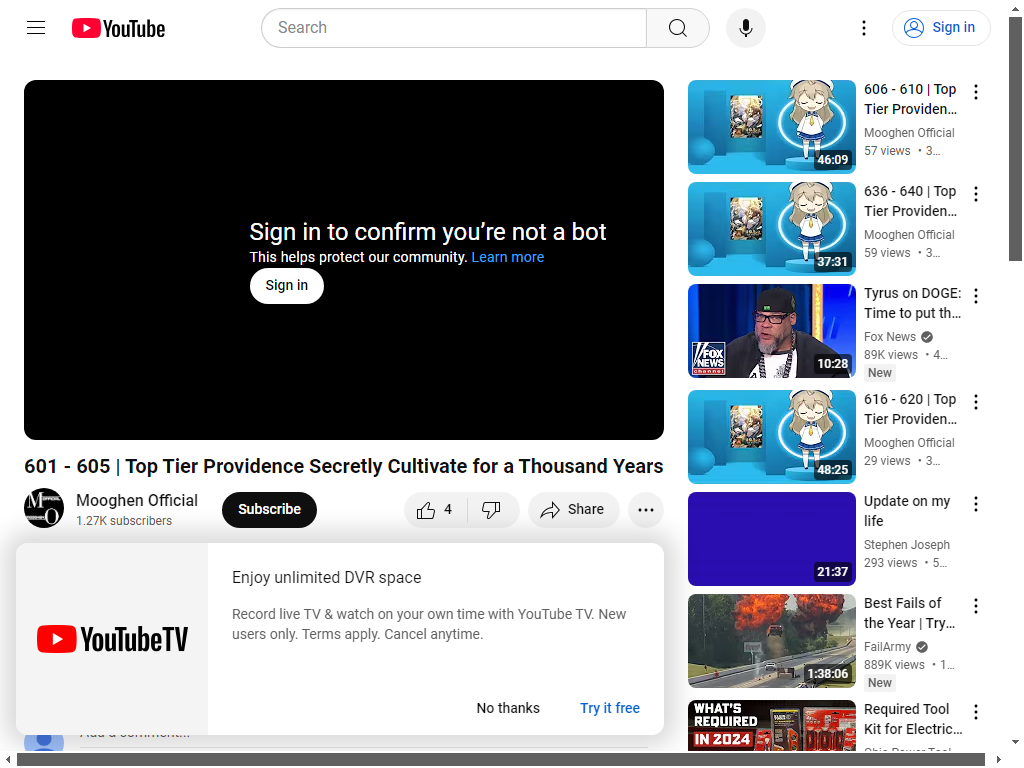 YouTube
Search
Sign in
Sign in to confirm you’re not a bot
This helps protect our community. Learn more
Sign in
601 - 605 | Top Tier Providence Secretly Cultivate for a Thousand Years
Mooghen Official
1.27K subscribers
Subscribe
4
Share
YouTubeTV
Enjoy unlimited DVR space
Record live TV & watch on your own time with YouTube TV. New
users only. Terms apply. Cancel anytime.
No thanks
Try it free
Add a comment...
46:09
606 - 610 | Top
Tier Providen...
Mooghen Official
57 views • 3...
37:31
636 - 640 | Top
Tier Providen...
Mooghen Official
59 views • 3...
FOX
NEWS
channel
10:28
Tyrus on DOGE:
Time to put th...
Fox News
89K views • 4...
New
48:25
616 - 620 | Top
Tier Providen...
Mooghen Official
29 views • 3...
21:37
Update on my
life
Stephen Joseph
293 views • 5...
1:38:06
Best Fails of
the Year | Try...
FailArmy
889K views • 1...
New
WHAT'S
REQUIRED
IN 2024
Required Tool
Kit for Electric...
Ohio Power Tool